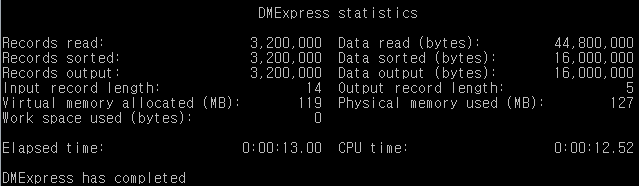 DMExpress statistics
Records read: 3,200,000 Data read (bytes): 44,800,000
Records sorted: 3,200,000 Data sorted (bytes): 16,000,000
Records output: 3,200,000 Data output (bytes): 16,000,000
Input record length: 14 Output record length: 5
Virtual memory allocated (MB): 119 Physical memory used (MB): 127
Work space used (bytes): 0
Elapsed time: 0:00:13.00 CPU time: 0:00:12.52
DMExpress has completed